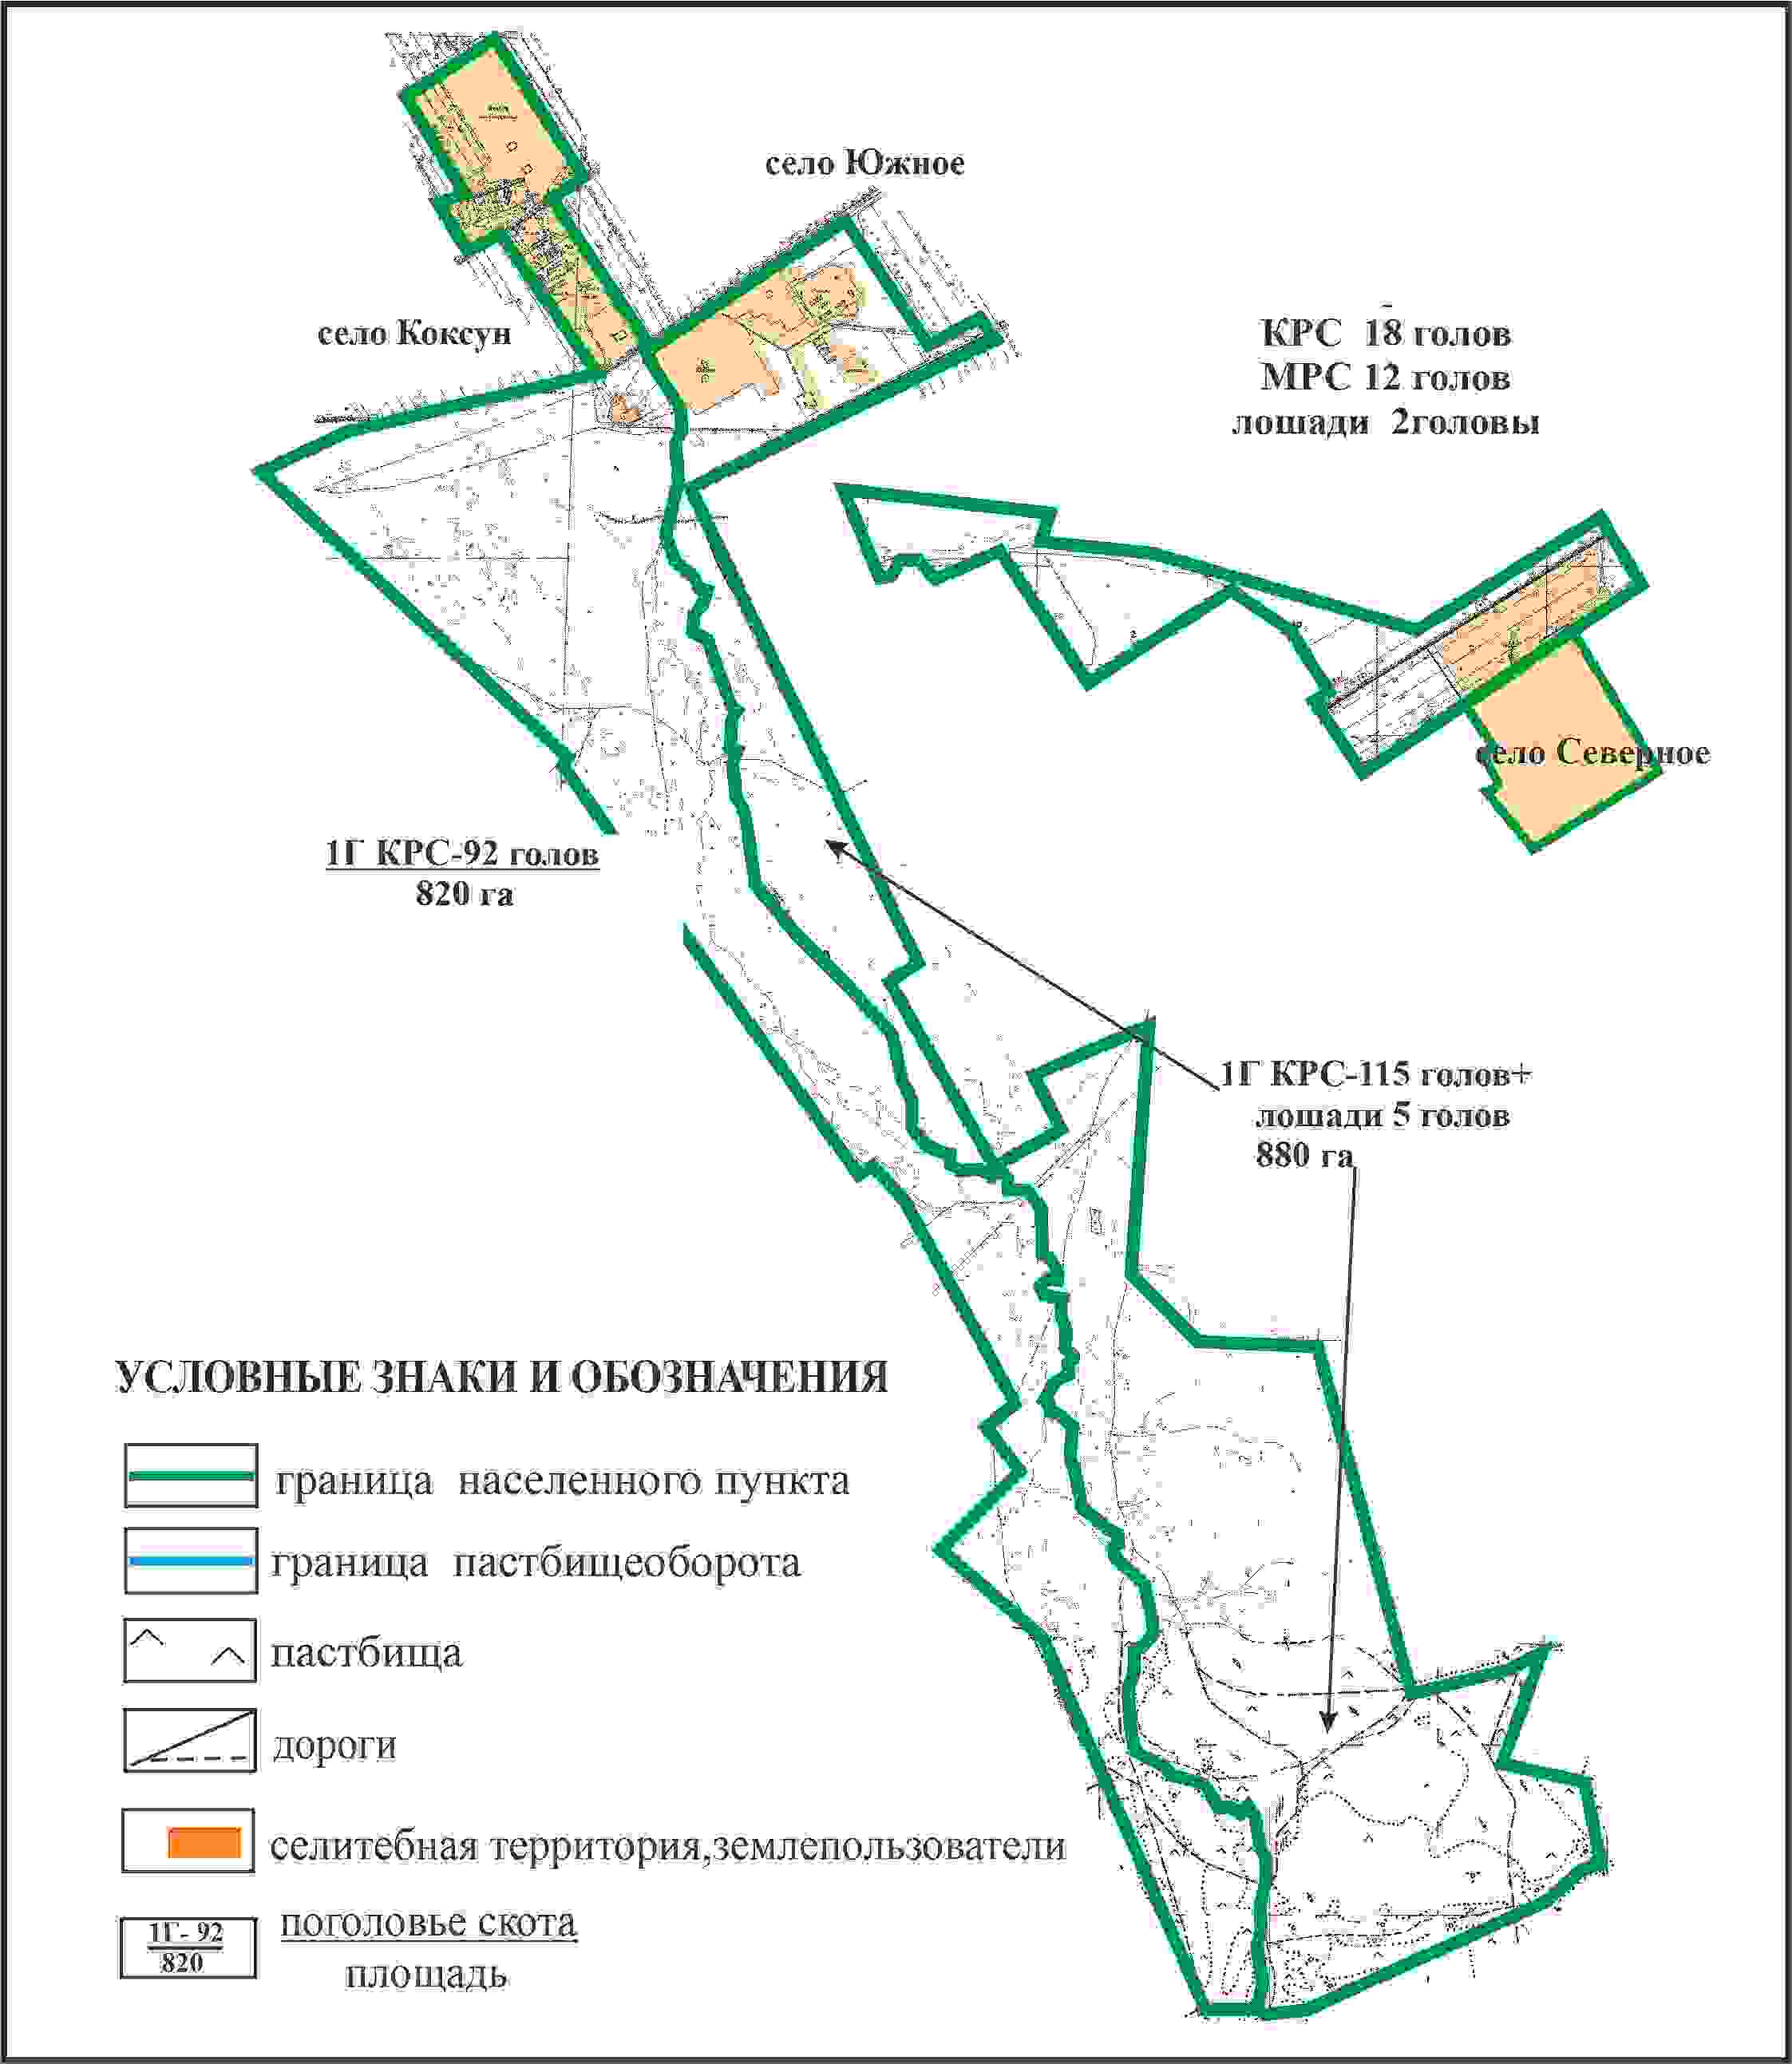 село Южное
село Коксун
КРС 18 голов
МРС 12 голов
лошади 2головы
село Северное
1Г КРС-92 голов
820 га
1Г КРС-115 голов+
лошади 5 голов
880 га
УСЛОВНЫЕ ЗНАКИ И ОБОЗНАЧЕНИЯ
граница населенного пункта
граница пастбищеоборота
пастбища
дороги
селитебная территория,землепользователи
1Г - 92
820
поголовье скота
площадь